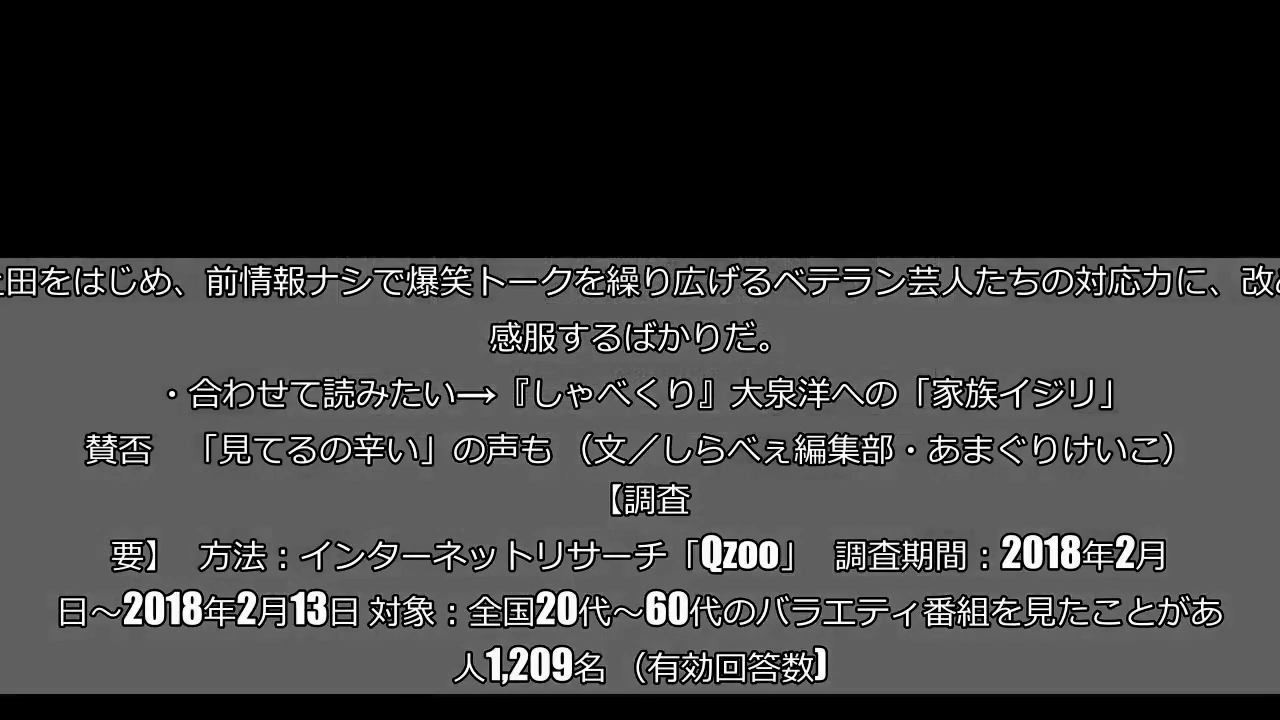 田をはじめ、前情報ナシで爆笑トークを繰り広げるベテラン芸人たちの対応力に、改
感服するばかりだ。
・合わせて読みたい→『しゃべくり』大泉洋への「家族イジリ」
賛否　「見てるの辛い」の声も （文／しらべぇ編集部・あまぐりけいこ）
【調査
要】　方法：インターネットリサーチ「Qzoo」　調査期間：2018年2月
日～2018年2月13日 対象：全国20代～60代のバラエティ番組を見たことがあ
人1,209名 （有効回答数)